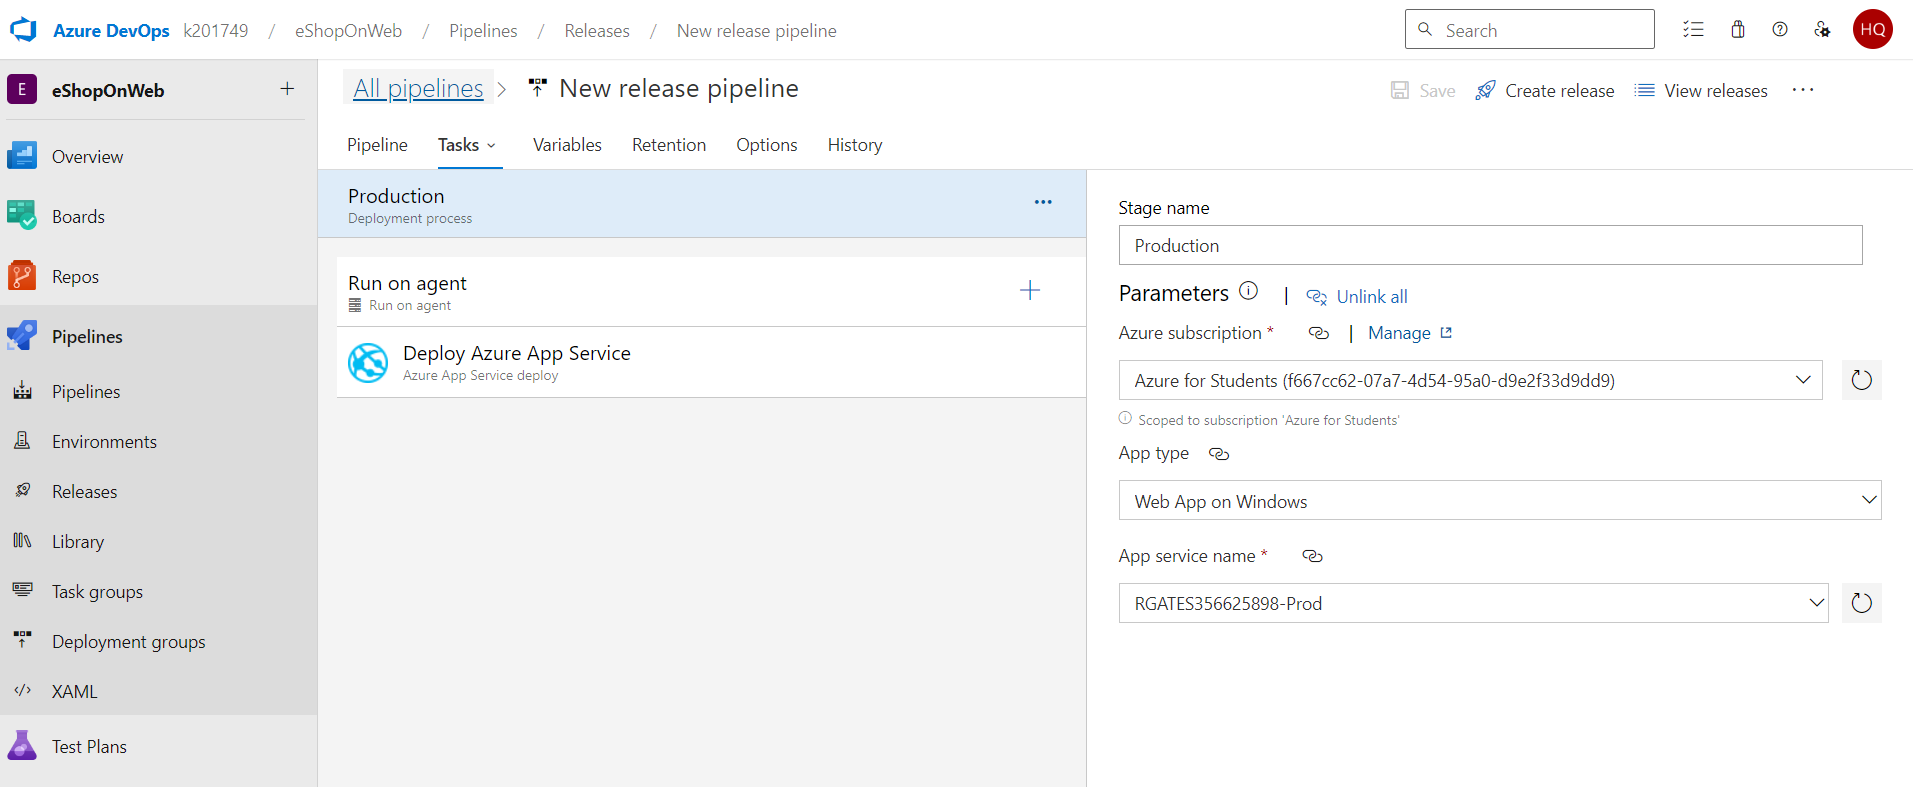 Azure DevOps k201749 / eShopOnWeb / Pipelines / Releases / New release pipeline
Search
HQ
E eShopOnWeb +
Overview
Boards
Repos
Pipelines
Pipelines
Environments
Releases
Library
Task groups
Deployment groups
XAML
Test Plans
All pipelines > New release pipeline
Save Create release View releases ...
Pipeline Tasks Variables Retention Options History
Production
Deployment process
...
Run on agent
Run on agent
Deploy Azure App Service
Azure App Service deploy
Stage name
Production
Parameters | Unlink all
Azure subscription * | Manage
Azure for Students (f667cc62-07a7-4d54-95a0-d9e2f33d9dd9)
Scoped to subscription 'Azure for Students'
App type
Web App on Windows
App service name *
RGATES356625898-Prod